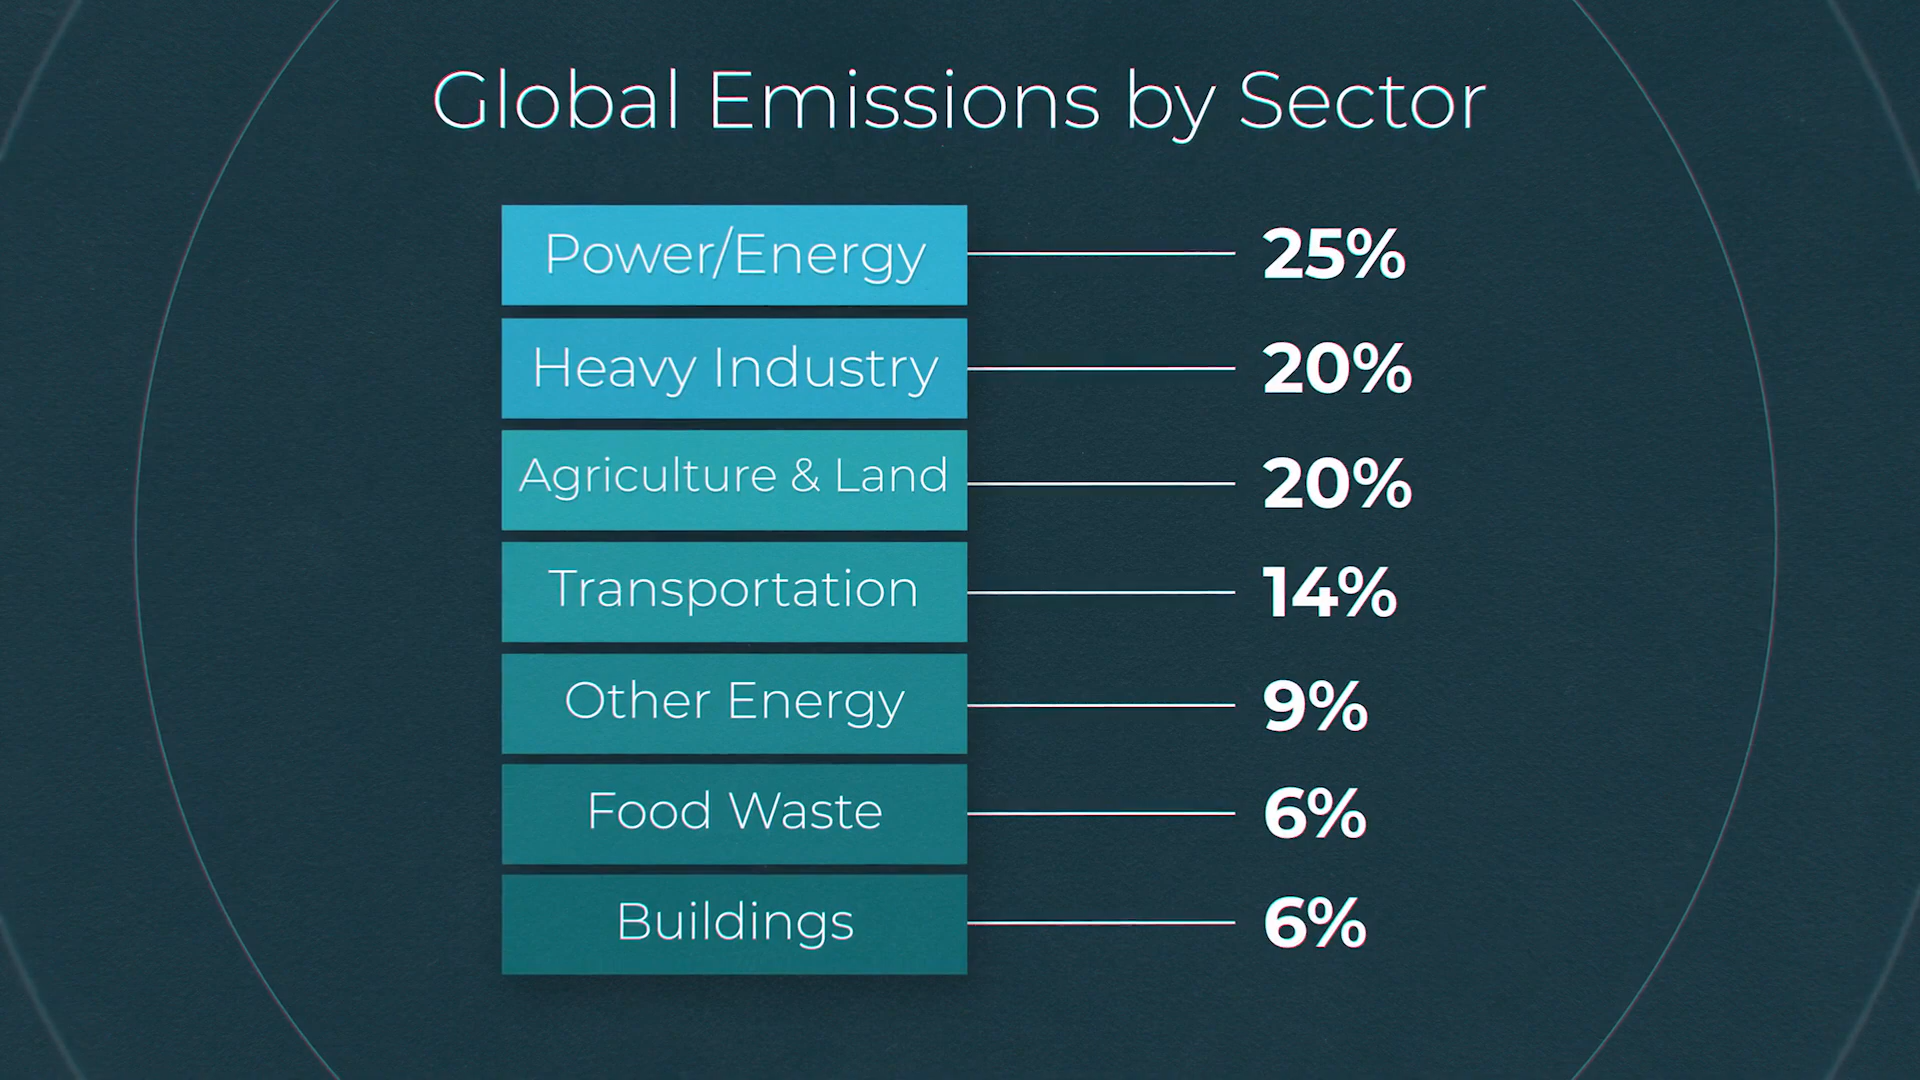 Global Emissions by Sector
Power/Energy 25%
Heavy Industry 20%
Agriculture & Land 20%
Transportation 14%
Other Energy 9%
Food Waste 6%
Buildings 6%